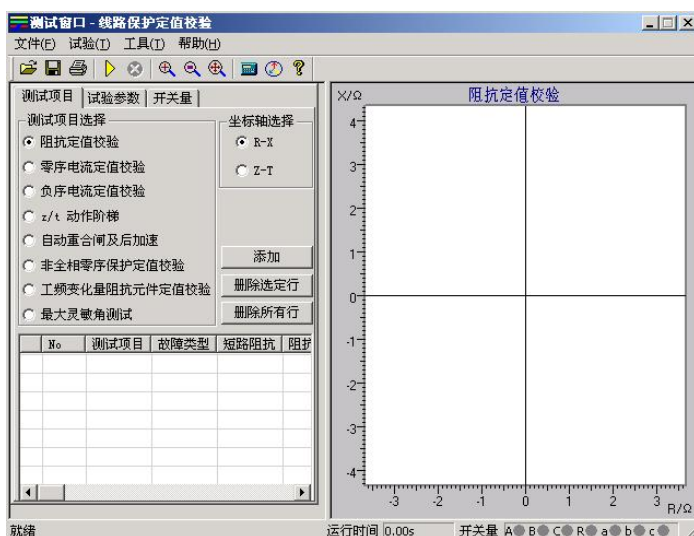 测试窗口 - 线路保护定值校验
文件(F) 试验(T) 工具(T) 帮助(H)
测试项目 试验参数 开关量
测试项目选择
阻抗定值校验
零序电流定值校验
负序电流定值校验
z/t 动作阶梯
自动重合闸及后加速
非全相零序保护定值校验
工频变化量阻抗元件定值校验
最大灵敏角测试
坐标轴选择
R-X
Z-T
添加
删除选定行
删除所有行
No 测试项目 故障类型 短路阻抗
X/Ω 阻抗定值校验
4
3
2
1
0
-1
-2
-3
-4
-3 -2 -1 0 1 2 3
R/Ω
就绪 运行时间 0.00s 开关量 A B C R a b c